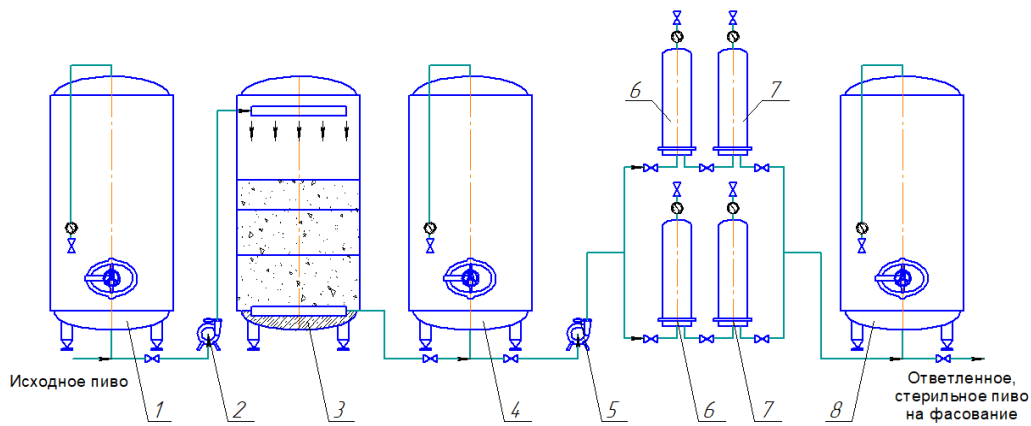 6
7
Исходное пиво
1
2
3
4
5
6
7
8
Ответленное,
стерильное пиво
на фасование